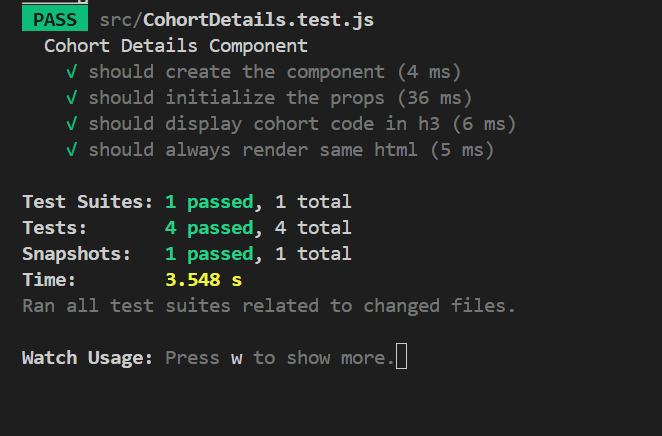 PASS src/CohortDetails.test.js
Cohort Details Component
√ should create the component (4 ms)
√ should initialize the props (36 ms)
√ should display cohort code in h3 (6 ms)
√ should always render same html (5 ms)
Test Suites: 1 passed, 1 total
Tests: 4 passed, 4 total
Snapshots: 1 passed, 1 total
Time: 3.548 s
Ran all test suites related to changed files.
Watch Usage: Press w to show more.